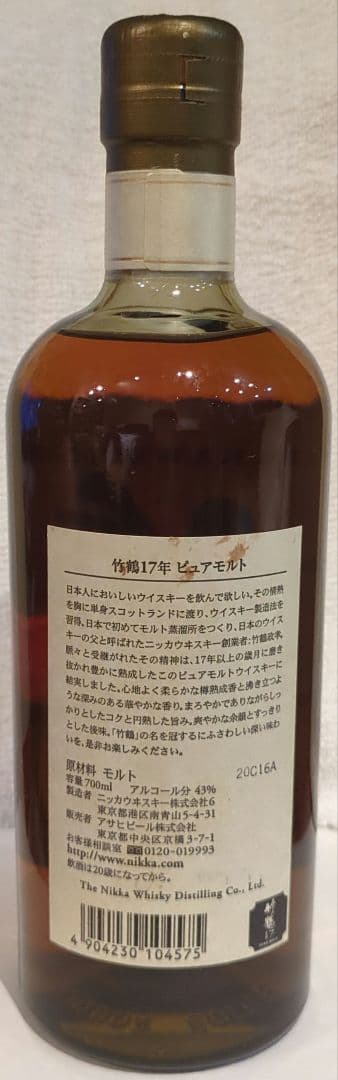 竹鶴17年 ピュアモルト
日本人においしいウイスキーを飲んで欲しい。その情熱
を胸に単身スコットランドに渡り、ウイスキー製造法を
習得、日本で初めてモルト蒸溜所をつくり、日本のウイス
キーの父と呼ばれたニッカウヰスキー創業者:竹鶴政孝。
脈々と受継がれたその精神は、17年以上の歳月に磨き
抜かれ豊かに熟成したこのピュアモルトウイスキーに
結実しました。心地よく柔らかな樽熟成香と沸き立つよ
うな深みのある華やかな香り。まろやかでありながらしっ
かりとしたコクと円熟した旨み。爽やかな余韻とすっきり
とした後味。「竹鶴」の名を冠するにふさわしい深い味わ
いを、是非お楽しみください。
20C16A
原材料 モルト
容量700ml アルコール分 43%
製造者 ニッカウヰスキー株式会社6
東京都港区南青山5-4-31
販売者 アサヒビール株式会社
東京都中央区京橋3-7-1
お客様相談室 0120-019993
http://www.nikka.com
飲酒は20歳になってから。
The Nikka Whisky Distilling Co., Ltd.
4 904230 104575
竹鶴
17